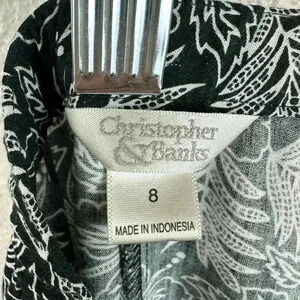 Christopher
& Banks
8
MADE IN INDONESIA